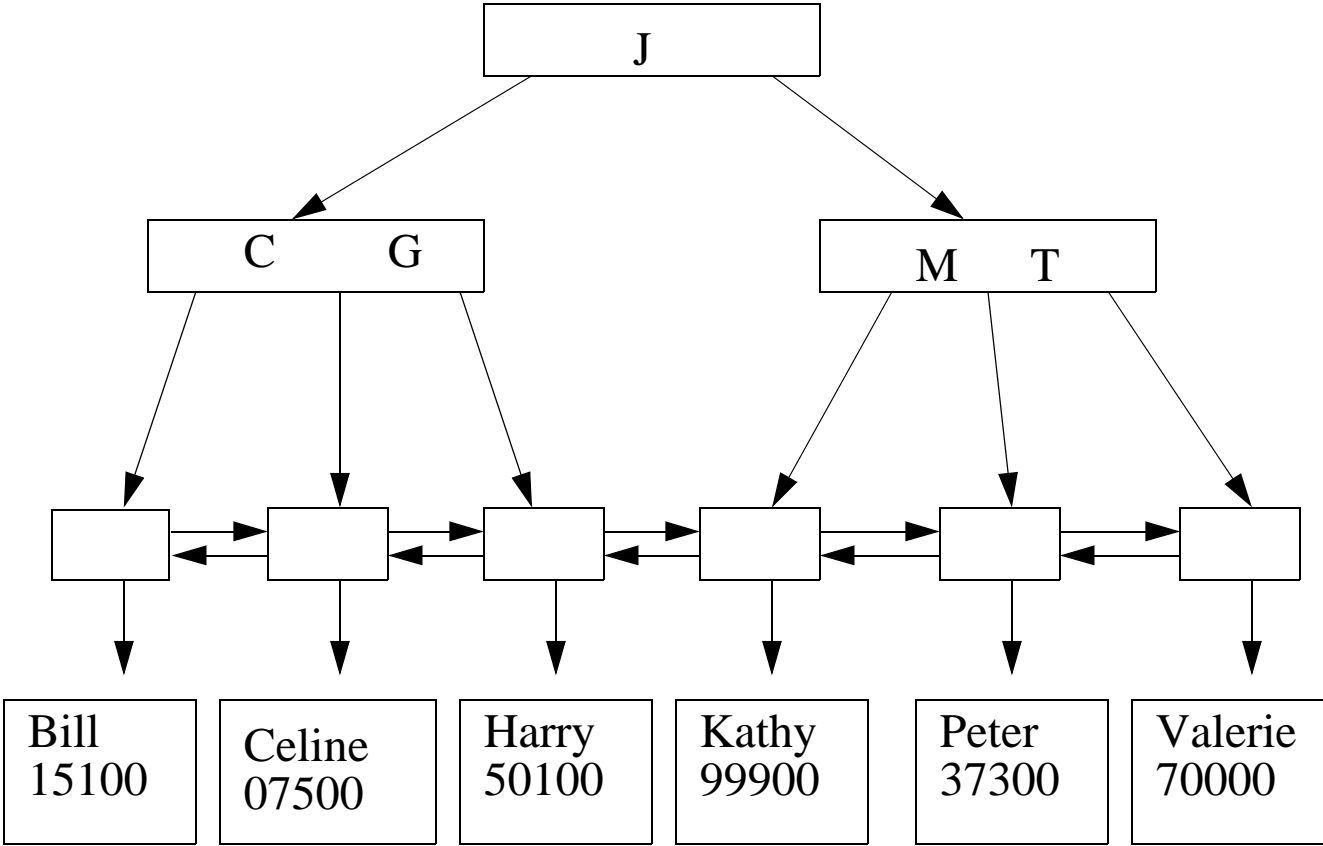 J
C G
M T
Bill
15100
Celine
07500
Harry
50100
Kathy
99900
Peter
37300
Valerie
70000